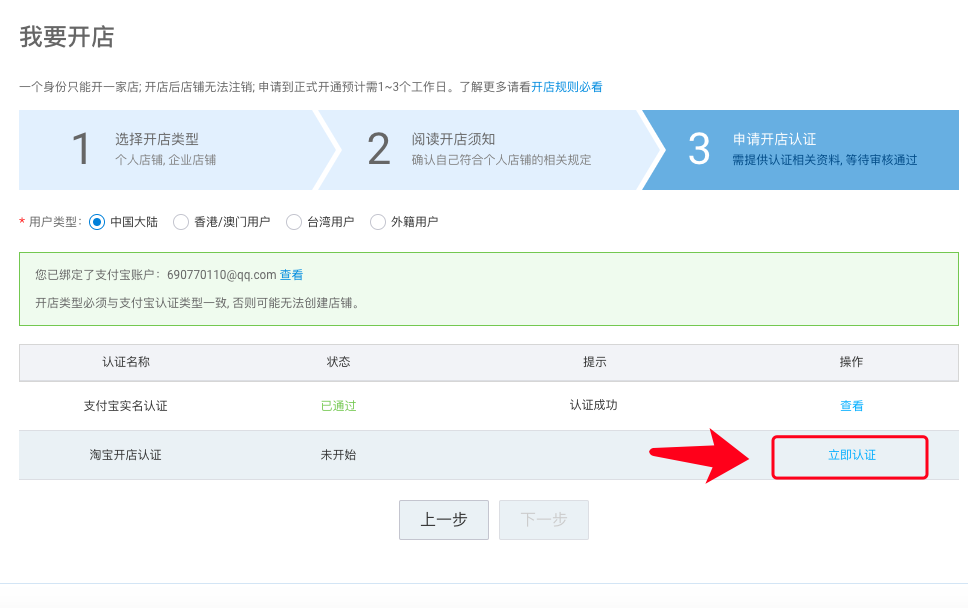 我要开店
一个身份只能开一家店; 开店后店铺无法注销; 申请到正式开通预计需1~3个工作日。了解更多请看开店规则必看
1 选择开店类型
个人店铺, 企业店铺
2 阅读开店须知
确认自己符合个人店铺的相关规定
3 申请开店认证
需提供认证相关资料, 等待审核通过
* 用户类型: 中国大陆 香港/澳门用户 台湾用户 外籍用户
您已绑定了支付宝账户: 690770110@qq.com 查看
开店类型必须与支付宝认证类型一致, 否则可能无法创建店铺。
认证名称 状态 提示 操作
支付宝实名认证 已通过 认证成功 查看
淘宝开店认证 未开始 立即认证
上一步 下一步